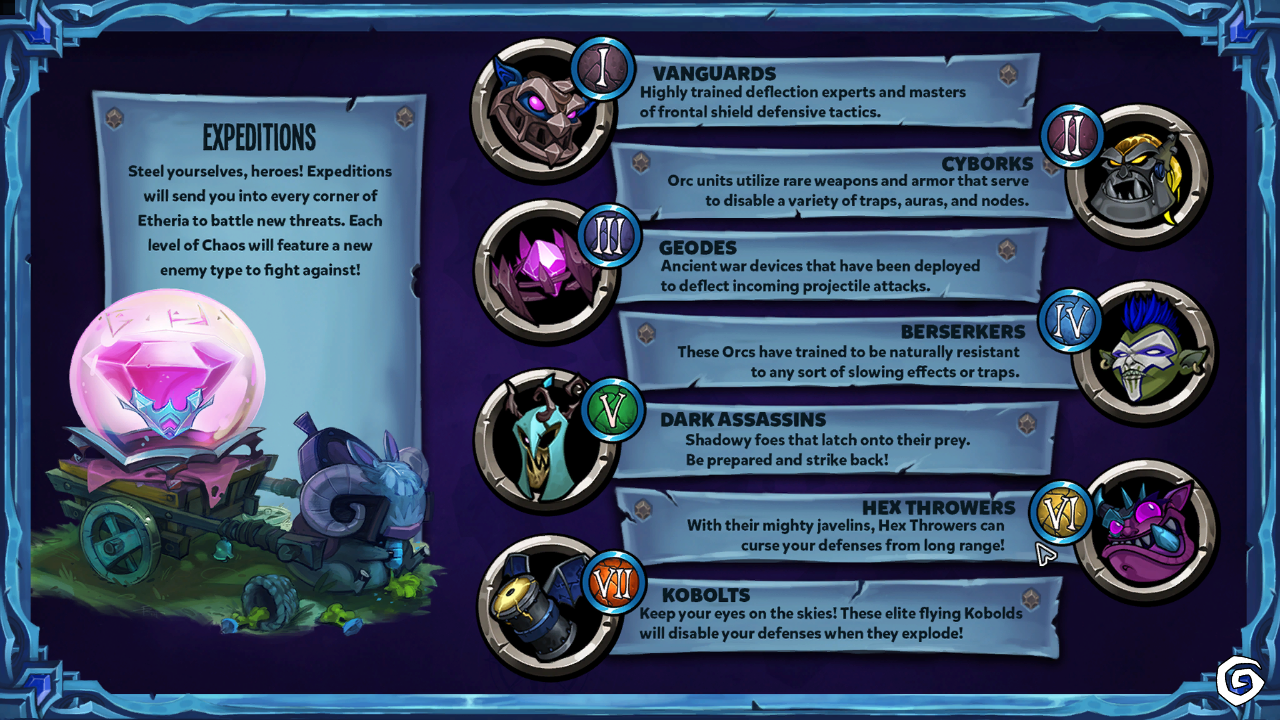 EXPEDITIONS
Steel yourselves, heroes! Expeditions
will send you into every corner of
Etheria to battle new threats. Each
level of Chaos will feature a new
enemy type to fight against!
I
VANGUARDS
Highly trained deflection experts and masters
of frontal shield defensive tactics.
II
CYBORKS
Orc units utilize rare weapons and armor that serve
to disable a variety of traps, auras, and nodes.
III
GEODES
Ancient war devices that have been deployed
to deflect incoming projectile attacks.
IV
BERSERKERS
These Orcs have trained to be naturally resistant
to any sort of slowing effects or traps.
V
DARK ASSASSINS
Shadowy foes that latch onto their prey.
Be prepared and strike back!
VI
HEX THROWERS
With their mighty javelins, Hex Throwers can
curse your defenses from long range!
VII
KOBOLTS
Keep your eyes on the skies! These elite flying Kobolds
will disable your defenses when they explode!